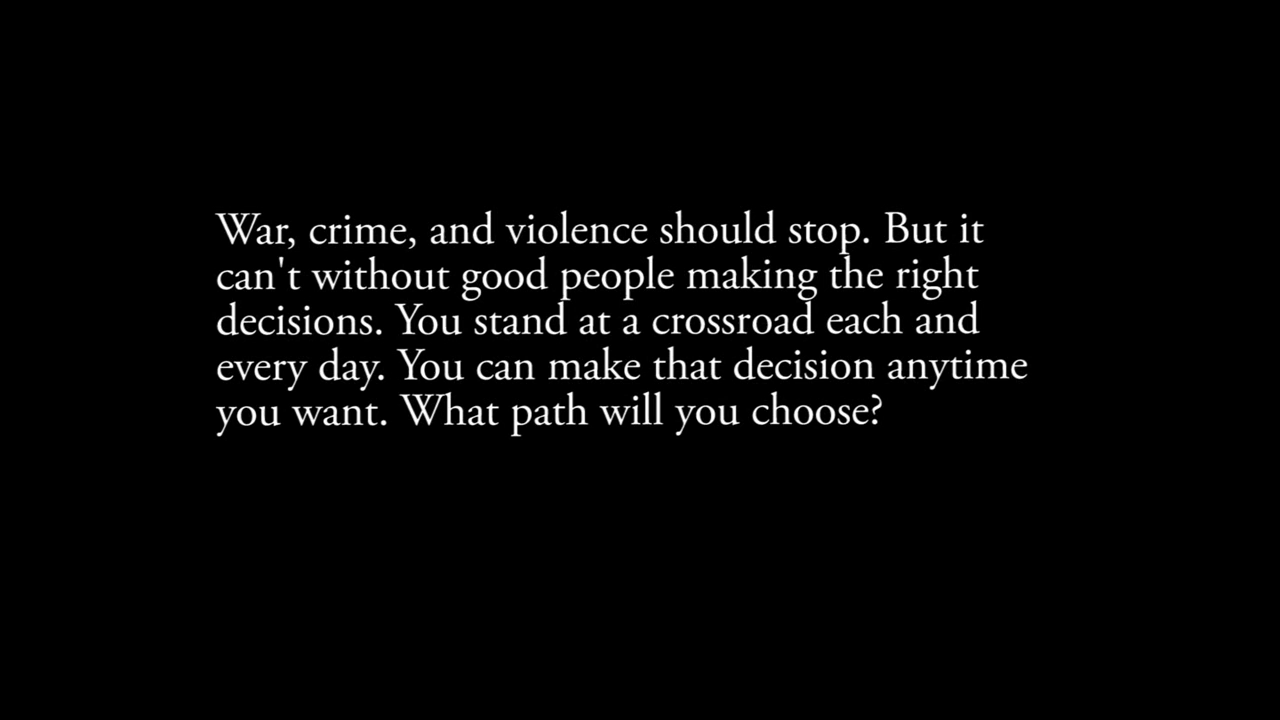 War, crime, and violence should stop. But it
can't without good people making the right
decisions. You stand at a crossroad each and
every day. You can make that decision anytime
you want. What path will you choose?